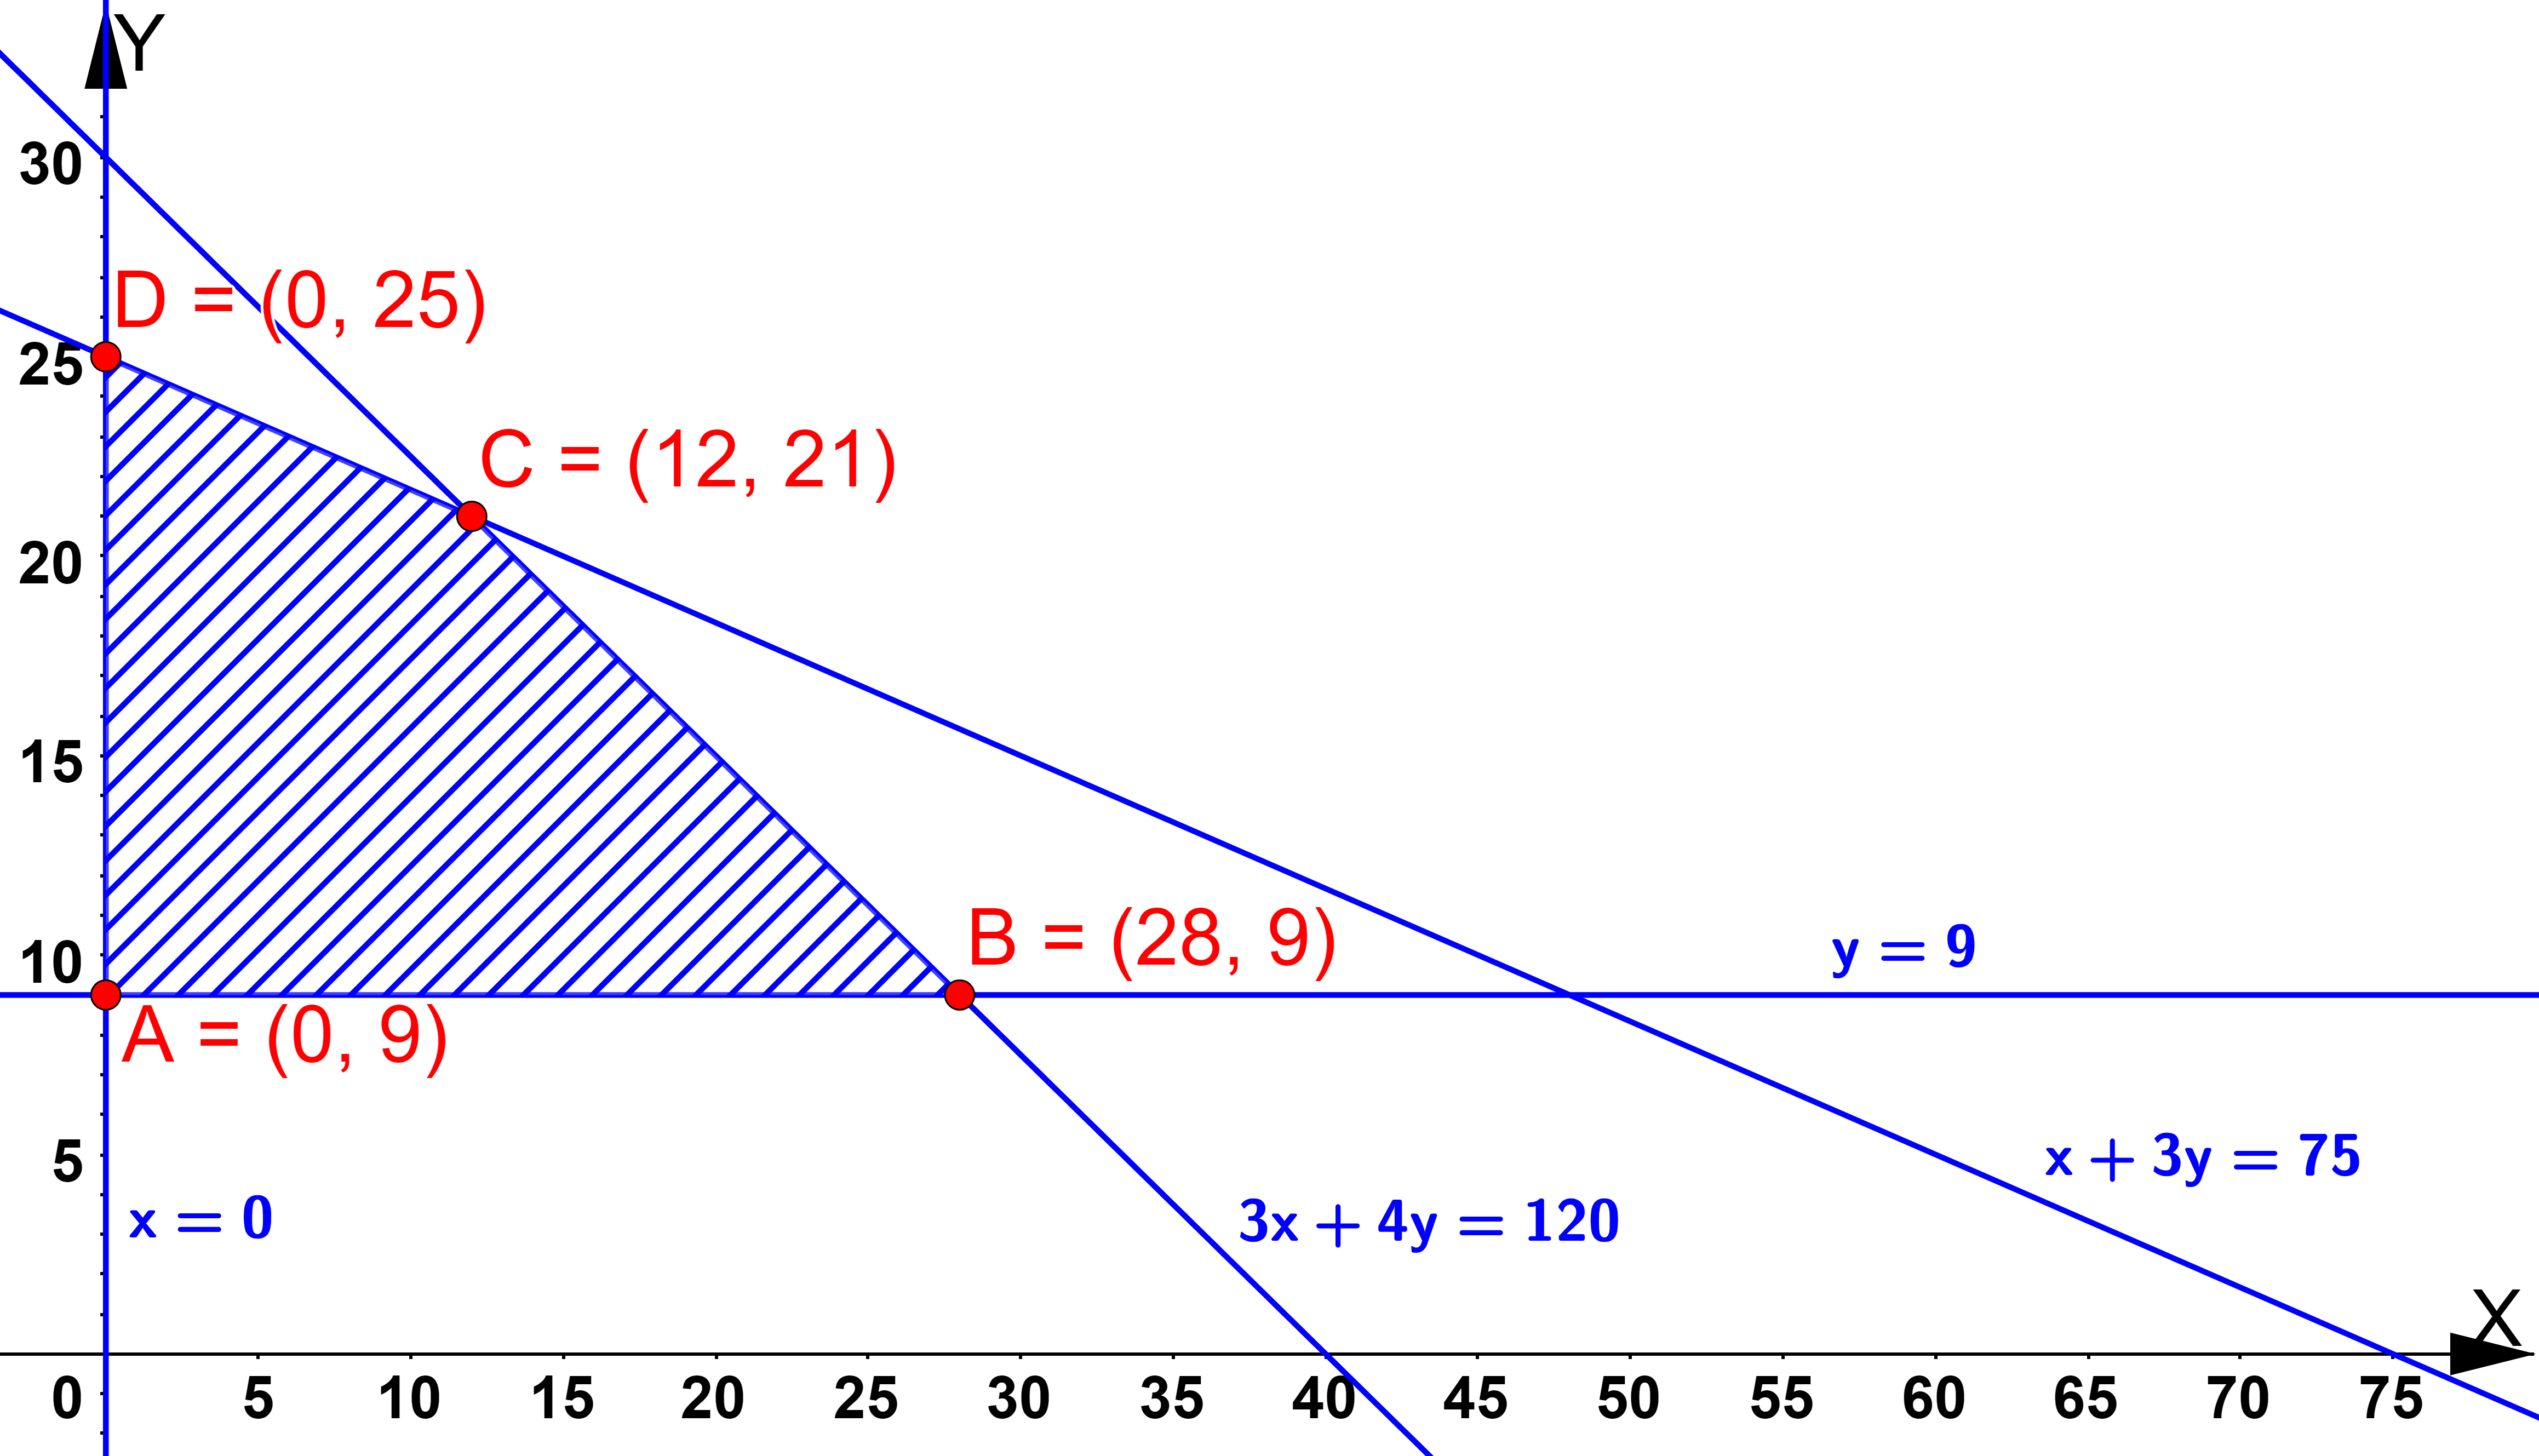 Y
30
D = (0, 25)
25
C = (12, 21)
20
15
B = (28, 9)
y = 9
10
A = (0, 9)
5
x + 3y = 75
x = 0
3x + 4y = 120
X
0 5 10 15 20 25 30 35 40 45 50 55 60 65 70 75